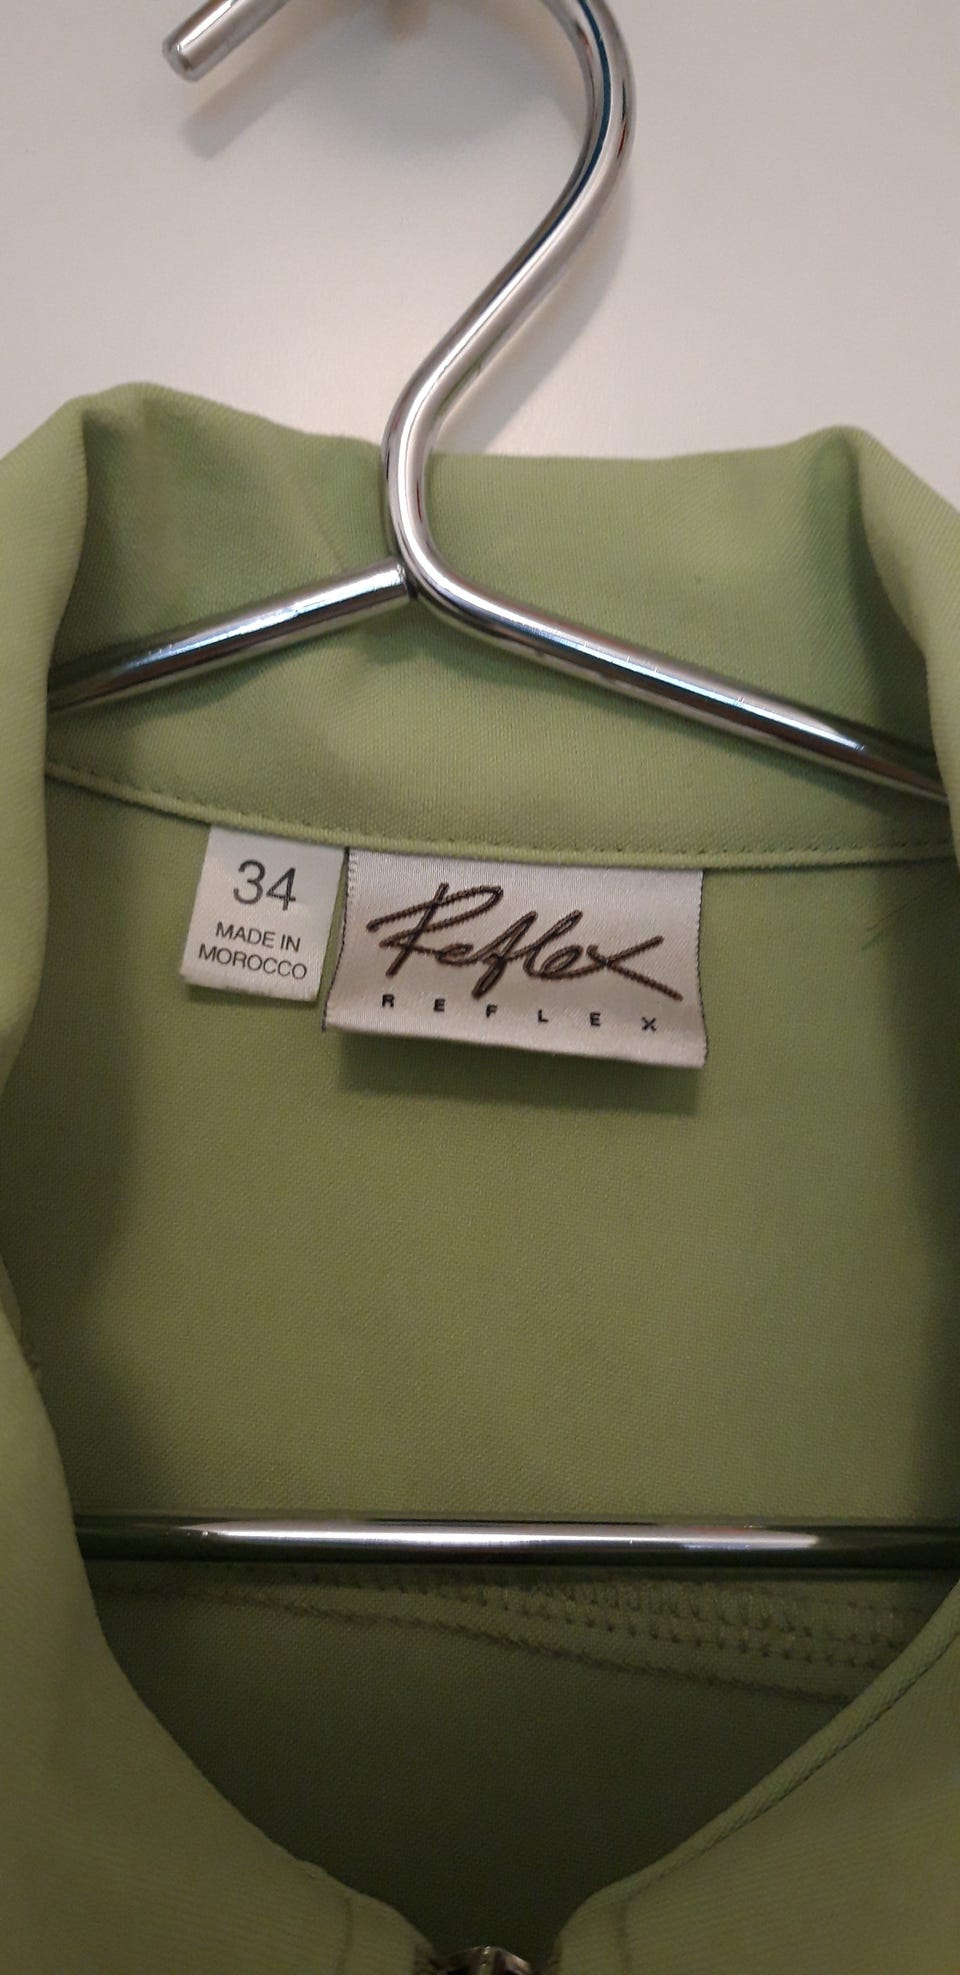 34
MADE IN
MOROCCO
Reflex
REFLEX